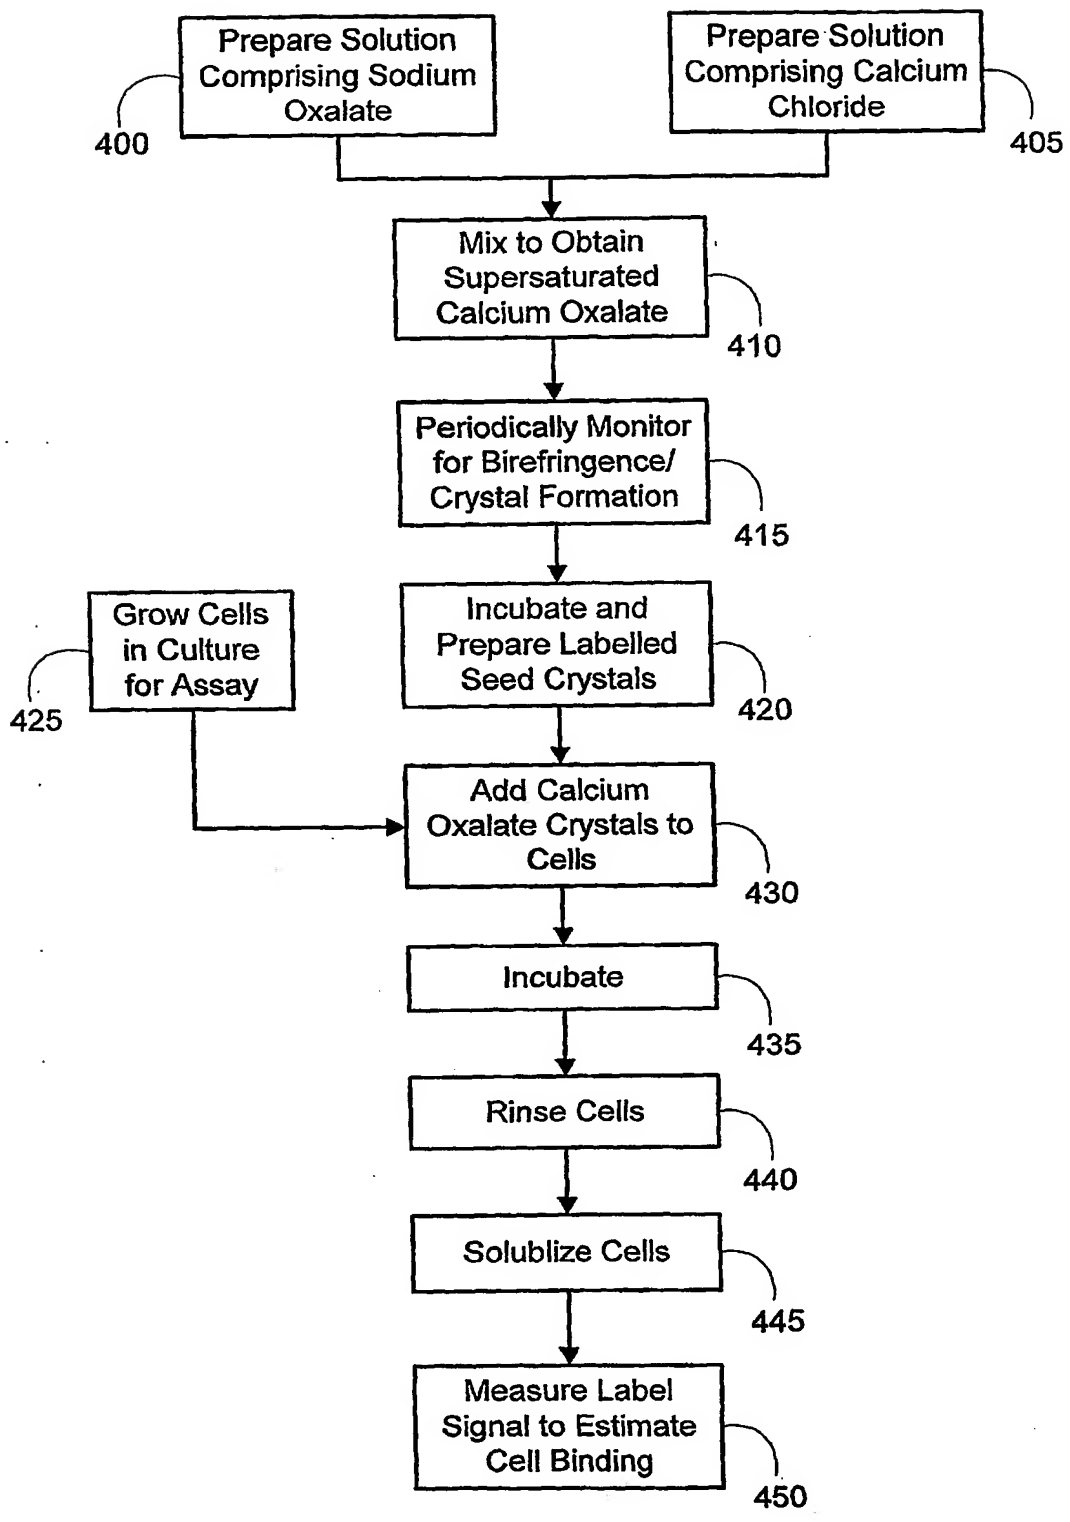 Prepare Solution
Comprising Sodium
Oxalate
400
Prepare Solution
Comprising Calcium
Chloride
405
Mix to Obtain
Supersaturated
Calcium Oxalate
410
Periodically Monitor
for Birefringence/
Crystal Formation
415
Incubate and
Prepare Labelled
Seed Crystals
420
Grow Cells
in Culture
for Assay
425
Add Calcium
Oxalate Crystals to
Cells
430
Incubate
435
Rinse Cells
440
Solublize Cells
445
Measure Label
Signal to Estimate
Cell Binding
450